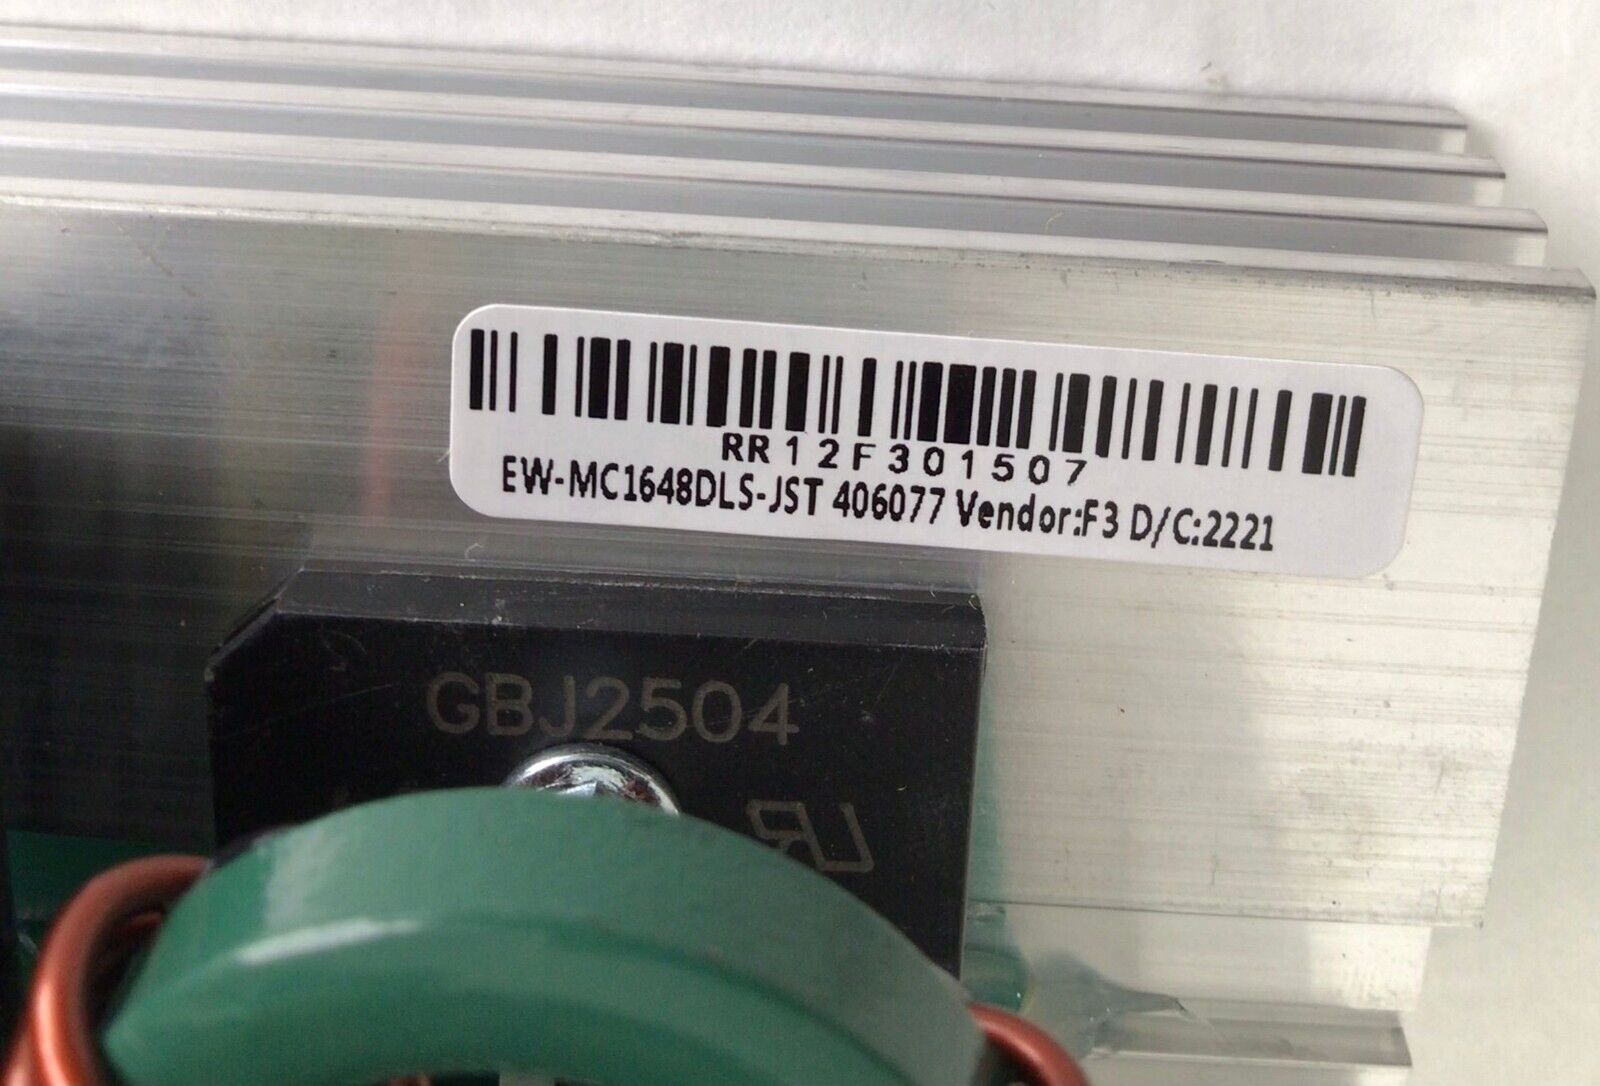 RR12F301507
EW-MC1648DLS-JST 406077 Vendor:F3 D/C:2221
GBJ2504